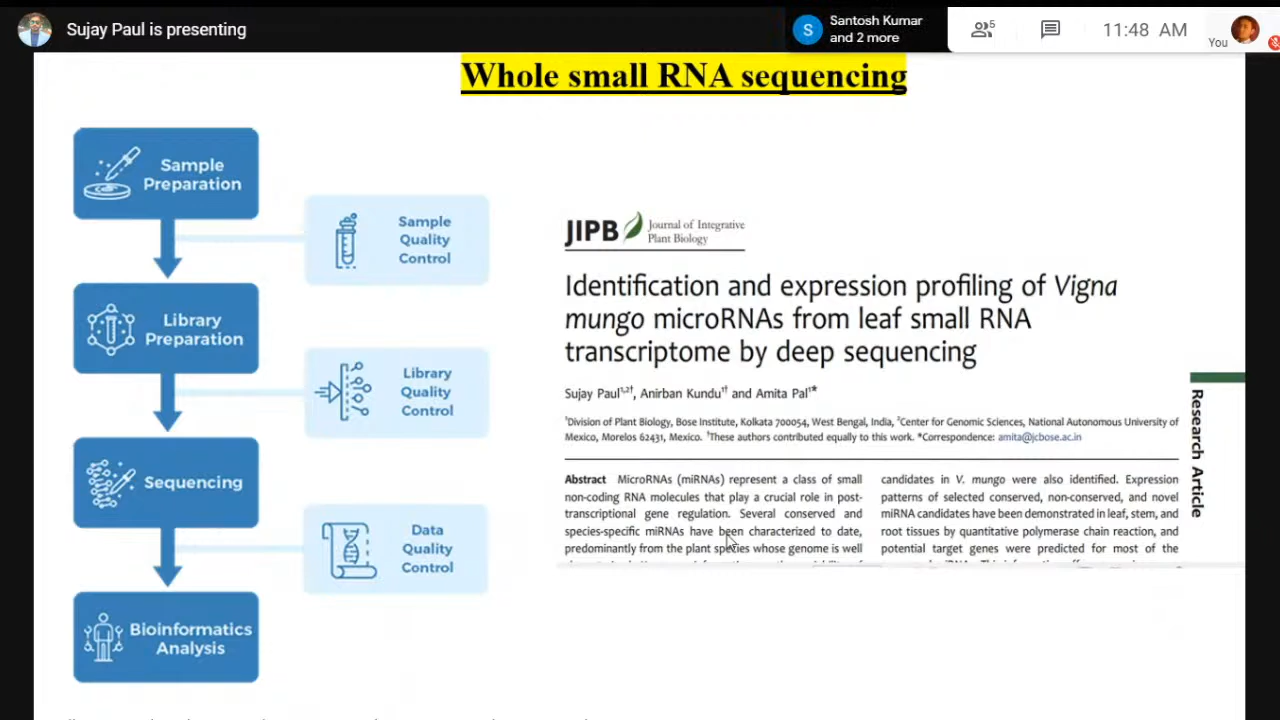 Sujay Paul is presenting
S
Santosh Kumar
and 2 more
5
11:48 AM
You
Whole small RNA sequencing
Sample
Preparation
Sample
Quality
Control
Library
Preparation
Library
Quality
Control
Sequencing
Data
Quality
Control
Bioinformatics
Analysis
JIPB
Journal of Integrative
Plant Biology
Identification and expression profiling of Vigna
mungo microRNAs from leaf small RNA
transcriptome by deep sequencing
Sujay Paul¹,²†, Anirban Kundu¹† and Amita Pal¹*
¹Division of Plant Biology, Bose Institute, Kolkata 700054, West Bengal, India, ²Center for Genomic Sciences, National Autonomous University of
Mexico, Morelos 62431, Mexico. †These authors contributed equally to this work. *Correspondence: amita@jcbose.ac.in
Abstract MicroRNAs (miRNAs) represent a class of small
non-coding RNA molecules that play a crucial role in post-
transcriptional gene regulation. Several conserved and
species-specific miRNAs have been characterized to date,
predominantly from the plant species whose genome is well
candidates in V. mungo were also identified. Expression
patterns of selected conserved, non-conserved, and novel
miRNA candidates have been demonstrated in leaf, stem, and
root tissues by quantitative polymerase chain reaction, and
potential target genes were predicted for most of the
Research Article